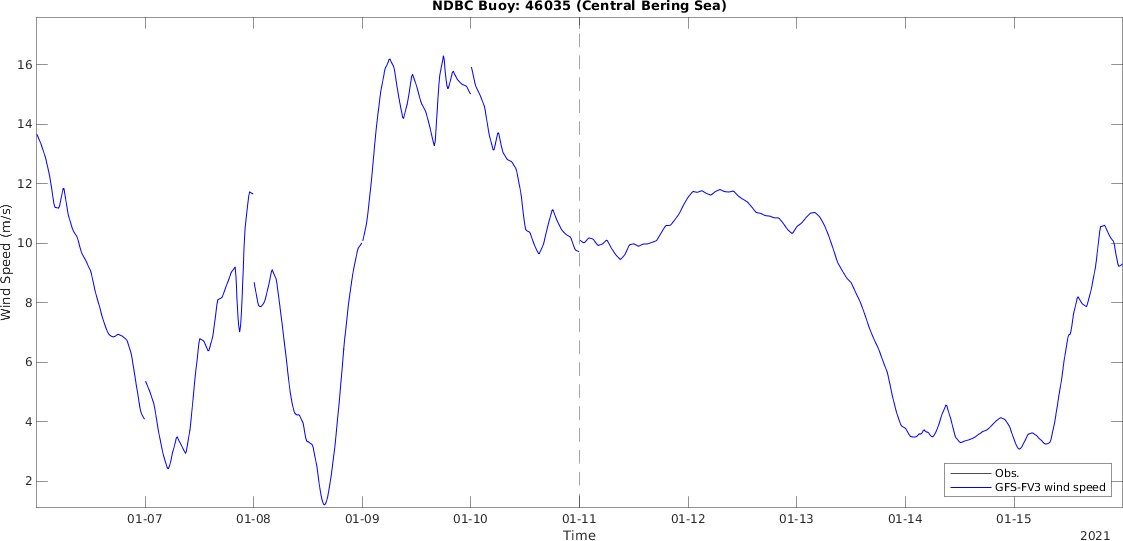 NDBC Buoy: 46035 (Central Bering Sea)
Wind Speed (m/s)
16
14
12
10
8
6
4
2
Obs.
GFS-FV3 wind speed
01-07 01-08 01-09 01-10 01-11 01-12 01-13 01-14 01-15
Time
2021